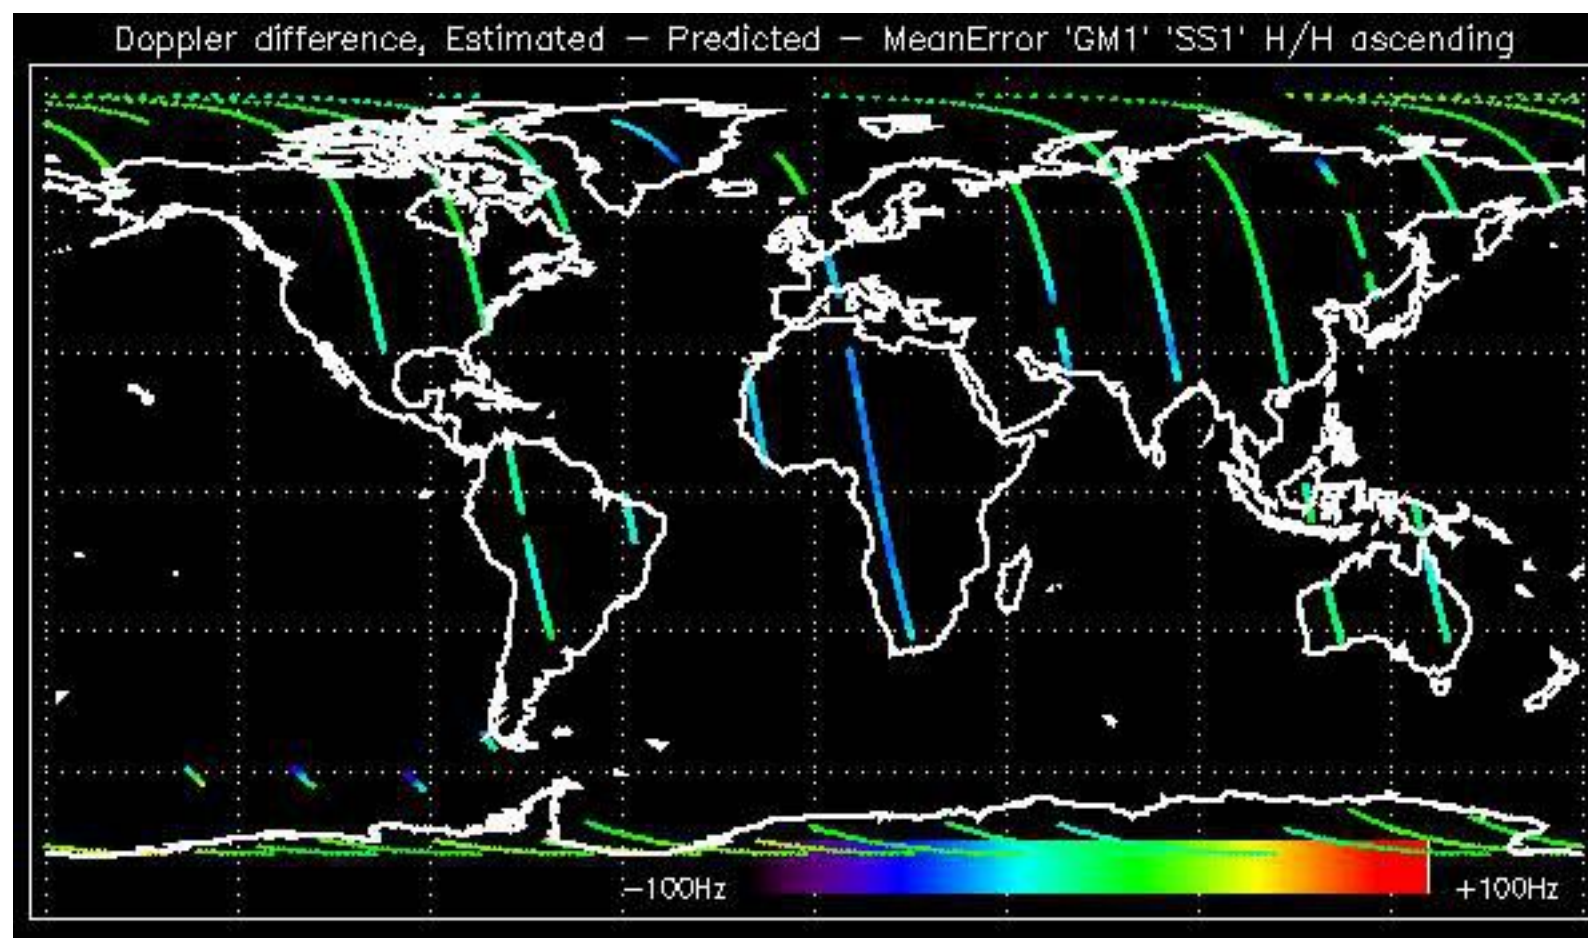 Doppler difference, Estimated − Predicted − MeanError 'GM1' 'SS1' H/H ascending
−100Hz +100Hz